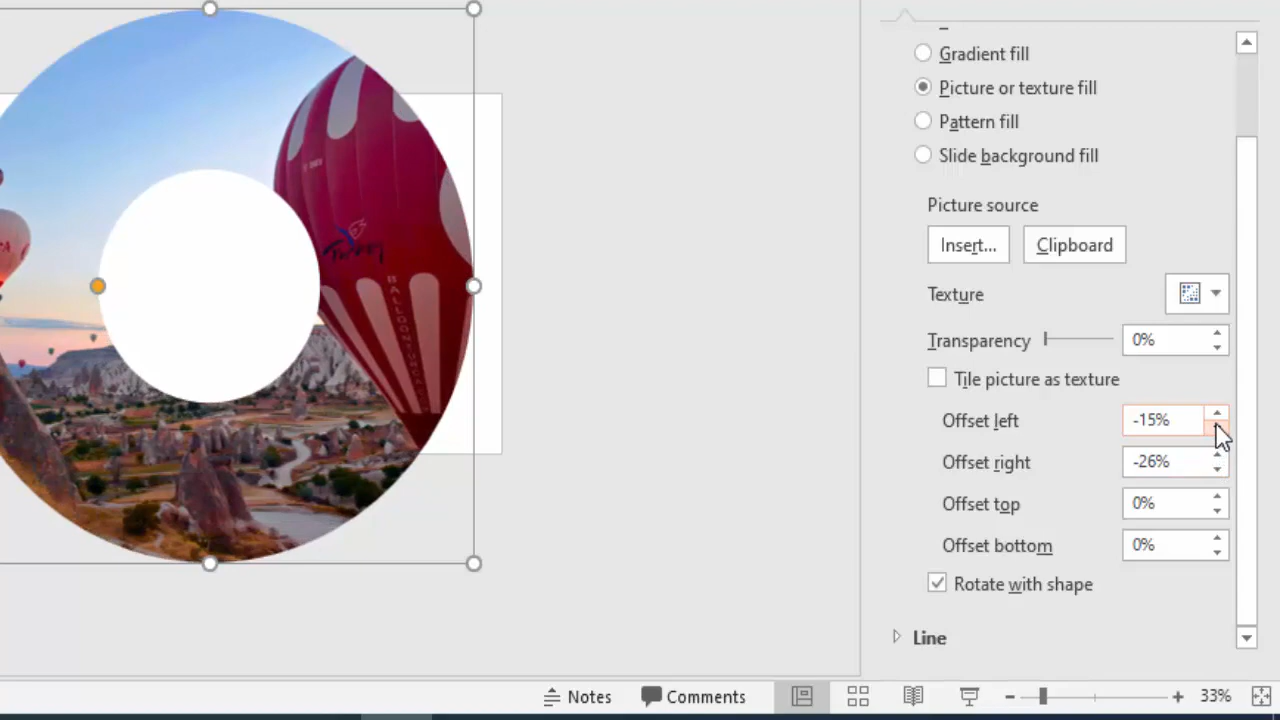 Gradient fill
Picture or texture fill
Pattern fill
Slide background fill
Picture source
Insert... Clipboard
Texture
Transparency 0%
Tile picture as texture
Offset left -15%
Offset right -26%
Offset top 0%
Offset bottom 0%
Rotate with shape
Line
Turkey
BALLOON
Notes Comments 33%